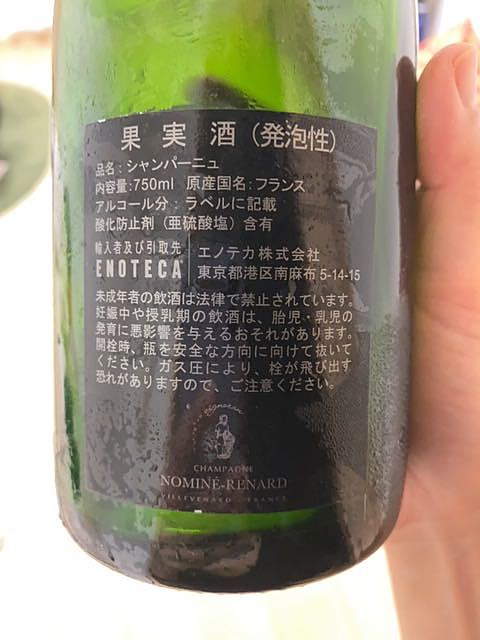 果実酒（発泡性）
品名：シャンパーニュ
内容量:750ml 原産国名:フランス
アルコール分：ラベルに記載
酸化防止剤（亜硫酸塩）含有
輸入者及び引取先
ENOTECA
エノテカ株式会社
東京都港区南麻布 5-14-15
未成年者の飲酒は法律で禁止されています。
妊娠中や授乳期の飲酒は、胎児・乳児の
発育に悪影響を与えるおそれがあります。
開栓時、瓶を安全な方向に向けて抜いて
ください。ガス圧により、栓が飛び出す
恐れがありますので、ご注意ください。
CHAMPAGNE
NOMINÉ-RENARD
VILLEVENARD - FRANCE